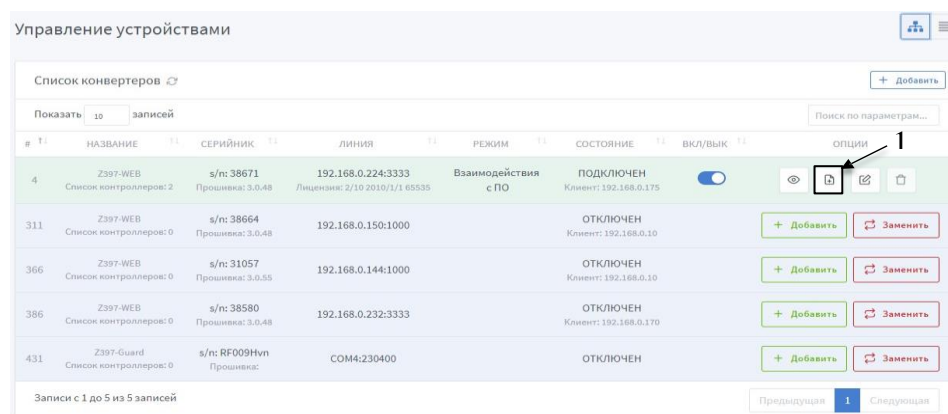 Управление устройствами
Список конвертеров
+ Добавить
Показать 10 записей
Поиск по параметрам...
# НАЗВАНИЕ СЕРИЙНИК ЛИНИЯ РЕЖИМ СОСТОЯНИЕ ВКЛ/ВЫК ОПЦИИ
1
4 Z397-WEB s/n: 38671 192.168.0.224:3333 Взаимодействия ПОДКЛЮЧЕН
Список контроллеров: 2 Прошивка: 3.0.48 Лицензия: 2/10 2010/1/1 65535 с ПО Клиент: 192.168.0.175
311 Z397-WEB s/n: 38664 192.168.0.150:1000 ОТКЛЮЧЕН + Добавить Заменить
Список контроллеров: 0 Прошивка: 3.0.48 Клиент: 192.168.0.10
366 Z397-WEB s/n: 31057 192.168.0.144:1000 ОТКЛЮЧЕН + Добавить Заменить
Список контроллеров: 0 Прошивка: 3.0.55 Клиент: 192.168.0.10
386 Z397-WEB s/n: 38580 192.168.0.232:3333 ОТКЛЮЧЕН + Добавить Заменить
Список контроллеров: 0 Прошивка: 3.0.48 Клиент: 192.168.0.170
431 Z397-Guard s/n: RF009Hvn COM4:230400 ОТКЛЮЧЕН + Добавить Заменить
Список контроллеров: 0 Прошивка:
Записи с 1 до 5 из 5 записей
Предыдущая 1 Следующая